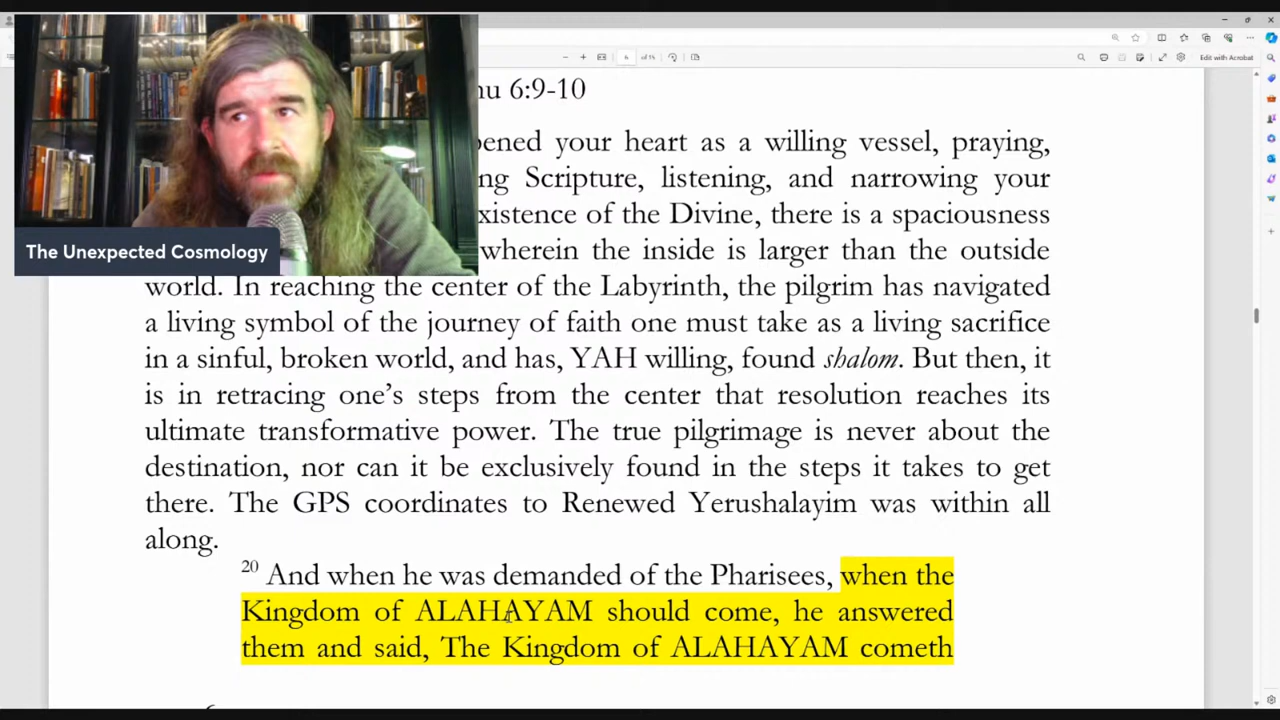 6
of 15
Edit with Acrobat
nu 6:9-10
pened your heart as a willing vessel, praying,
ng Scripture, listening, and narrowing your
xistence of the Divine, there is a spaciousness
wherein the inside is larger than the outside
world. In reaching the center of the Labyrinth, the pilgrim has navigated
a living symbol of the journey of faith one must take as a living sacrifice
in a sinful, broken world, and has, YAH willing, found shalom. But then, it
is in retracing one’s steps from the center that resolution reaches its
ultimate transformative power. The true pilgrimage is never about the
destination, nor can it be exclusively found in the steps it takes to get
there. The GPS coordinates to Renewed Yerushalayim was within all
along.
20 And when he was demanded of the Pharisees, when the
Kingdom of ALAHAYAM should come, he answered
them and said, The Kingdom of ALAHAYAM cometh
The Unexpected Cosmology